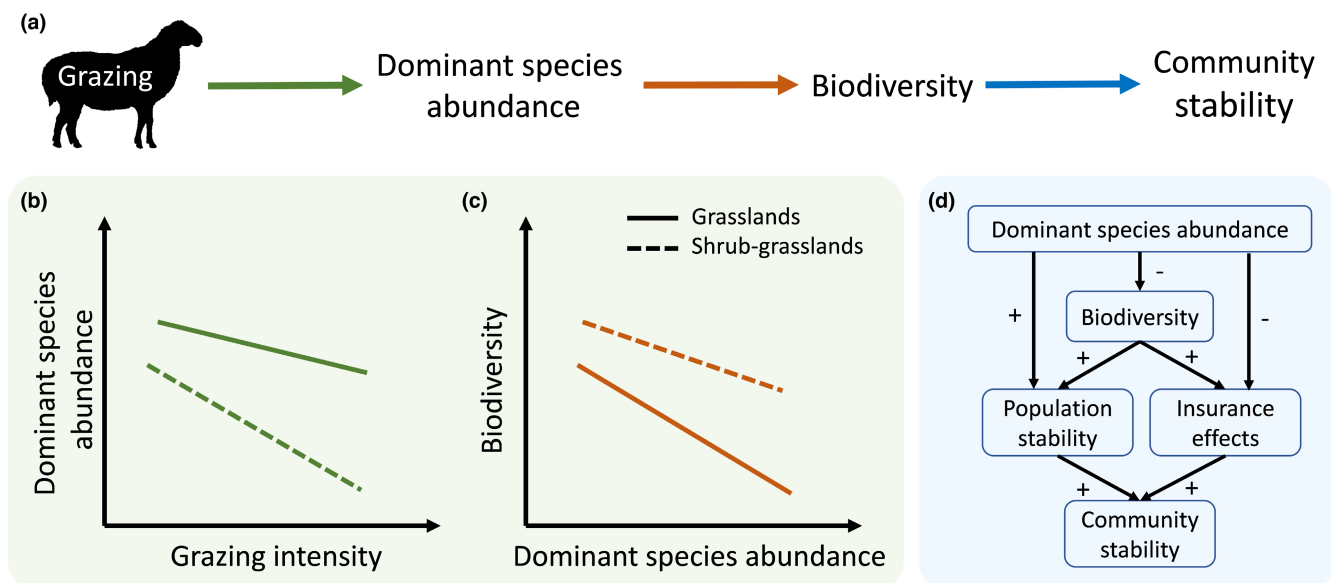 (a)
Grazing
Dominant species
abundance
Biodiversity
Community
stability
(b)
Dominant species
abundance
Grazing intensity
(c)
Grasslands
Shrub-grasslands
Biodiversity
Dominant species abundance
(d)
Dominant species abundance
-
Biodiversity
+
-
+
+
Population
stability
Insurance
effects
+
+
Community
stability